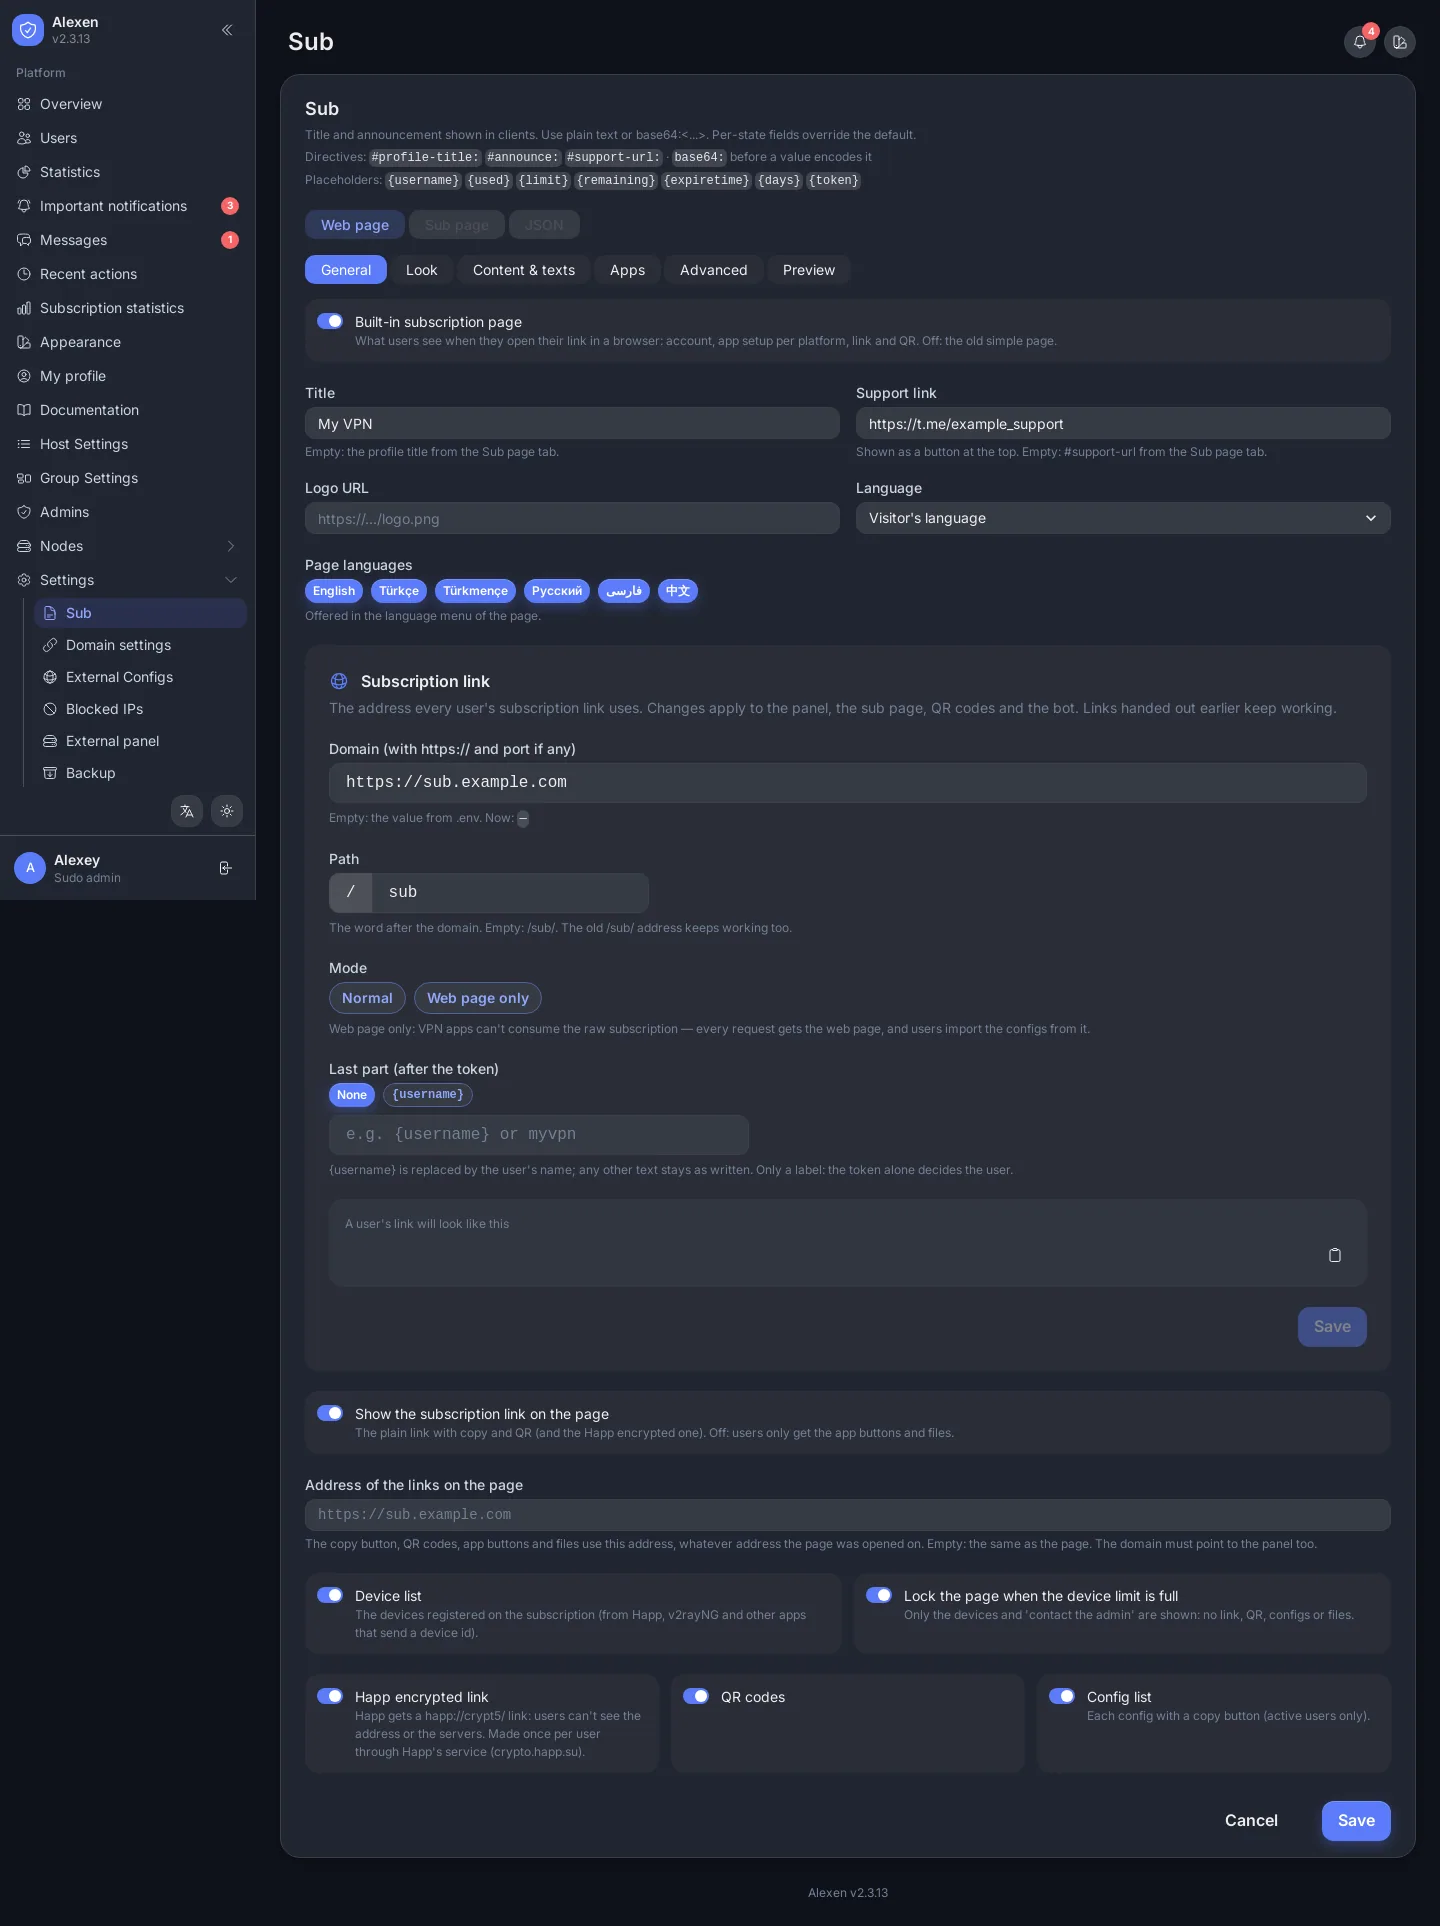 Alexen
v2.3.13
Platform
Overview
Users
Statistics
Important notifications 3
Messages 1
Recent actions
Subscription statistics
Appearance
My profile
Documentation
Host Settings
Group Settings
Admins
Nodes
Settings
Sub
Domain settings
External Configs
Blocked IPs
External panel
Backup
A
Alexey
Sudo admin
Sub
4
Sub
Title and announcement shown in clients. Use plain text or base64:<...>. Per-state fields override the default.
Directives: #profile-title: #announce: #support-url: · base64: before a value encodes it
Placeholders: {username} {used} {limit} {remaining} {expiretime} {days} {token}
Web page Sub page JSON
General Look Content & texts Apps Advanced Preview
Built-in subscription page
What users see when they open their link in a browser: account, app setup per platform, link and QR. Off: the old simple page.
Title
My VPN
Empty: the profile title from the Sub page tab.
Support link
https://t.me/example_support
Shown as a button at the top. Empty: #support-url from the Sub page tab.
Logo URL
https://.../logo.png
Language
Visitor's language
Page languages
English Türkçe Türkmençe Русский فارسی 中文
Offered in the language menu of the page.
Subscription link
The address every user's subscription link uses. Changes apply to the panel, the sub page, QR codes and the bot. Links handed out earlier keep working.
Domain (with https:// and port if any)
https://sub.example.com
Empty: the value from .env. Now: —
Path
/ sub
The word after the domain. Empty: /sub/. The old /sub/ address keeps working too.
Mode
Normal Web page only
Web page only: VPN apps can't consume the raw subscription — every request gets the web page, and users import the configs from it.
Last part (after the token)
None {username}
e.g. {username} or myvpn
{username} is replaced by the user's name; any other text stays as written. Only a label: the token alone decides the user.
A user's link will look like this
Save
Show the subscription link on the page
The plain link with copy and QR (and the Happ encrypted one). Off: users only get the app buttons and files.
Address of the links on the page
https://sub.example.com
The copy button, QR codes, app buttons and files use this address, whatever address the page was opened on. Empty: the same as the page. The domain must point to the panel too.
Device list
The devices registered on the subscription (from Happ, v2rayNG and other apps
that send a device id).
Lock the page when the device limit is full
Only the devices and 'contact the admin' are shown: no link, QR, configs or files.
Happ encrypted link
Happ gets a happ://crypt5/ link: users can't see the
address or the servers. Made once per user
through Happ's service (crypto.happ.su).
QR codes
Config list
Each config with a copy button (active users only).
Cancel Save
Alexen v2.3.13